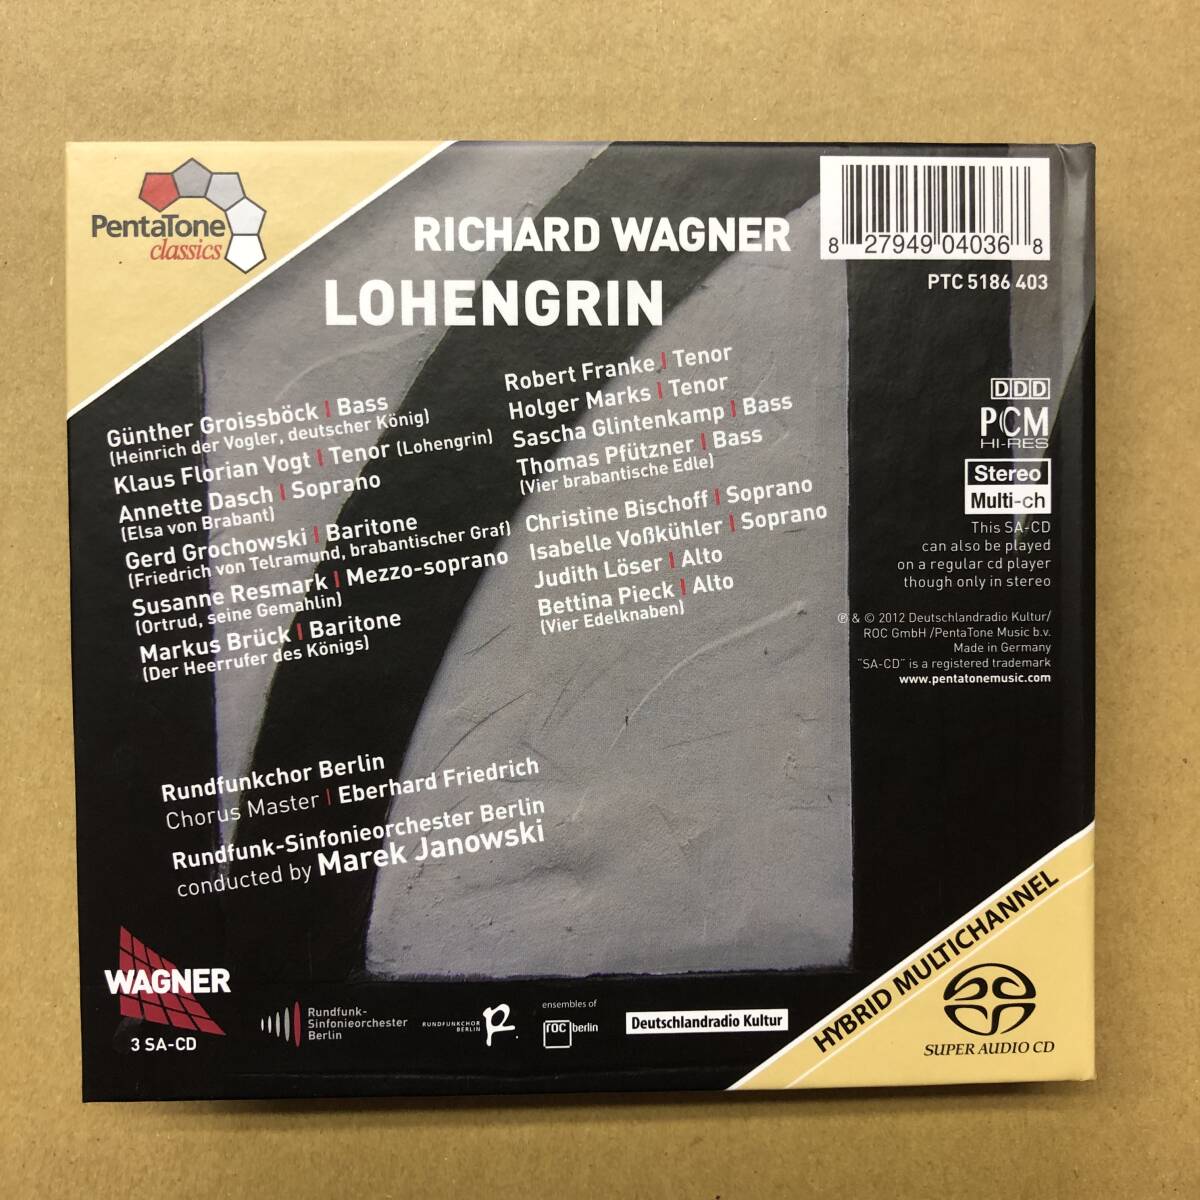 PentaTone
classics
RICHARD WAGNER
LOHENGRIN
8 27949 04036 8
PTC 5186 403
Günther Groissböck | Bass
(Heinrich der Vogler, deutscher König)
Klaus Florian Vogt | Tenor (Lohengrin)
Annette Dasch | Soprano
(Elsa von Brabant)
Gerd Grochowski | Baritone
(Friedrich von Telramund, brabantischer Graf)
Susanne Resmark | Mezzo-soprano
(Ortrud, seine Gemahlin)
Markus Brück | Baritone
(Der Heerrufer des Königs)
Robert Franke | Tenor
Holger Marks | Tenor
Sascha Glintenkamp | Bass
Thomas Pfützner | Bass
(Vier brabantische Edle)
Christine Bischoff | Soprano
Isabelle Voßkühler | Soprano
Judith Löser | Alto
Bettina Pieck | Alto
(Vier Edelknaben)
DDD
PCM
HI-RES
Stereo
Multi-ch
This SA-CD
can also be played
on a regular cd player
though only in stereo
℗ & © 2012 Deutschlandradio Kultur/
ROC GmbH /PentaTone Music b.v.
Made in Germany
"SA-CD" is a registered trademark
www.pentatonemusic.com
Rundfunkchor Berlin
Chorus Master | Eberhard Friedrich
Rundfunk-Sinfonieorchester Berlin
conducted by Marek Janowski
WAGNER
3 SA-CD
Rundfunk-
Sinfonieorchester
Berlin
RUNDFUNKCHOR
BERLIN
ensembles of
roc berlin
Deutschlandradio Kultur
HYBRID MULTICHANNEL
SUPER AUDIO CD